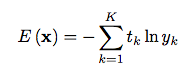 E(𝐱) = − ∑_{k=1}^{K} t_k ln y_k